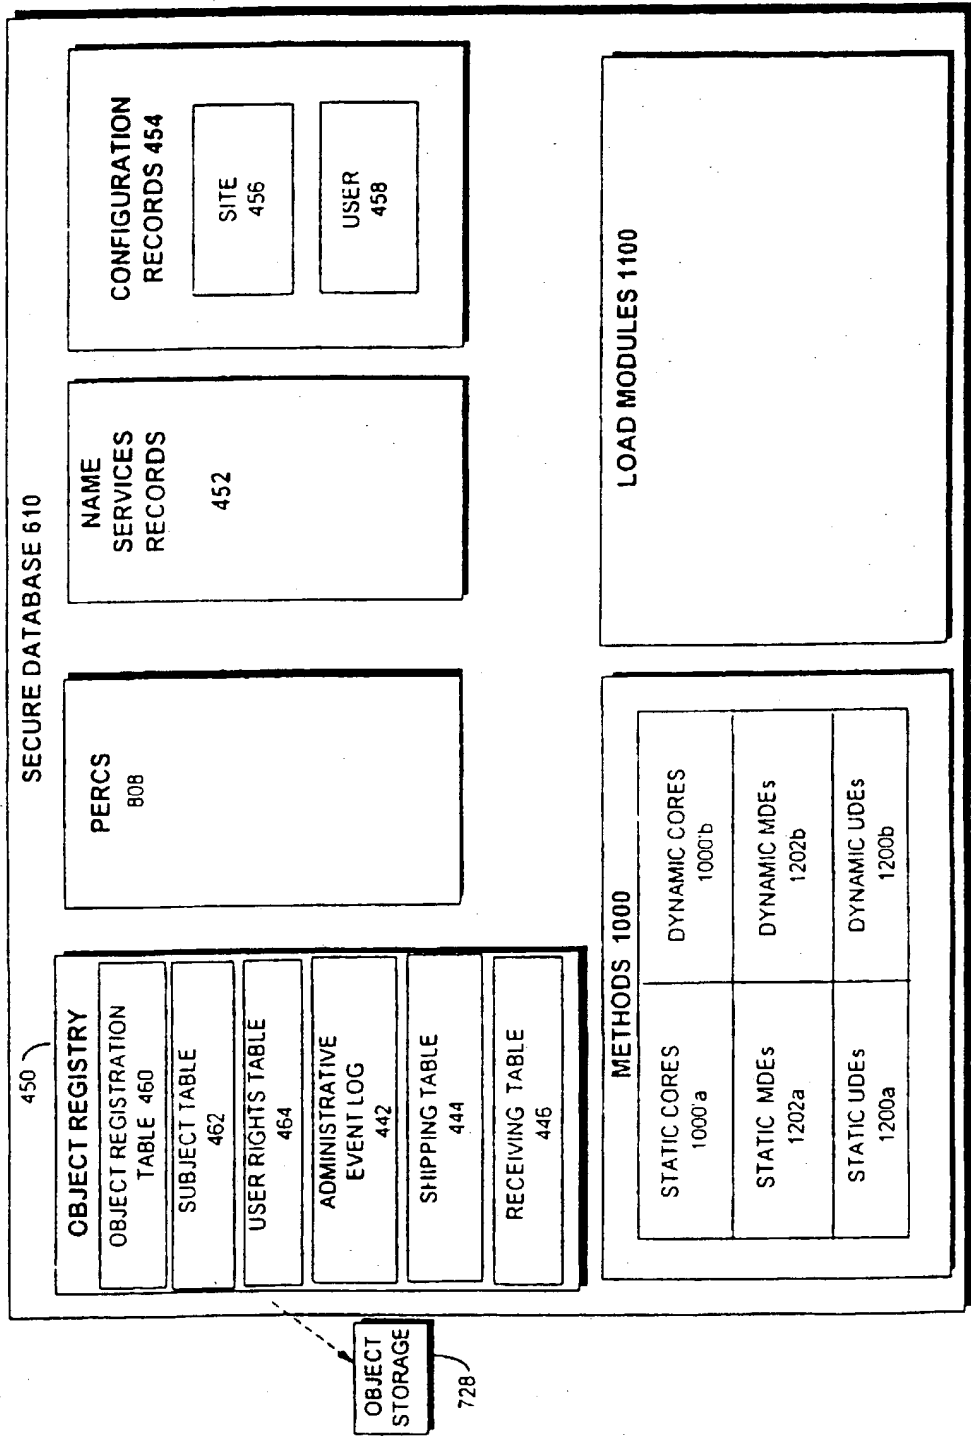 SECURE DATABASE 610
450
OBJECT REGISTRY
OBJECT REGISTRATION
TABLE 460
SUBJECT TABLE
462
USER RIGHTS TABLE
464
ADMINISTRATIVE
EVENT LOG
442
SHIPPING TABLE
444
RECEIVING TABLE
446
OBJECT
STORAGE
728
PERCS
808
NAME
SERVICES
RECORDS
452
CONFIGURATION
RECORDS 454
SITE
456
USER
458
METHODS 1000
STATIC CORES
1000'a
DYNAMIC CORES
1000'b
STATIC MDEs
1202a
DYNAMIC MDEs
1202b
STATIC UDEs
1200a
DYNAMIC UDEs
1200b
LOAD MODULES 1100